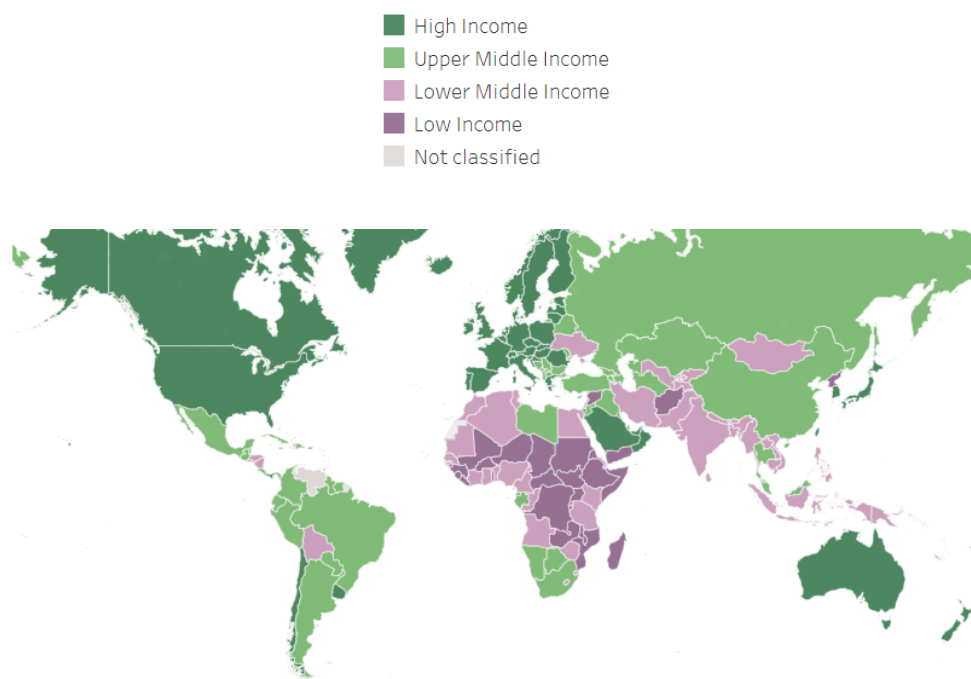 High Income
Upper Middle Income
Lower Middle Income
Low Income
Not classified